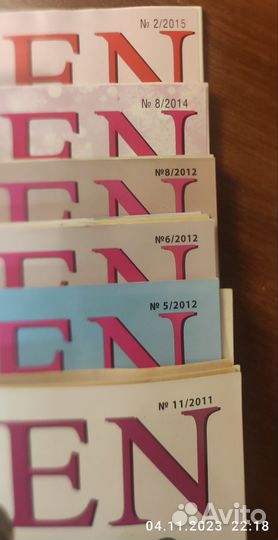 № 2/2015
EN
№ 8/2014
EN
№8/2012
EN
№6/2012
EN
№ 5/2012
EN
№ 11/2011
EN
Avito
04.11.2023 22:18